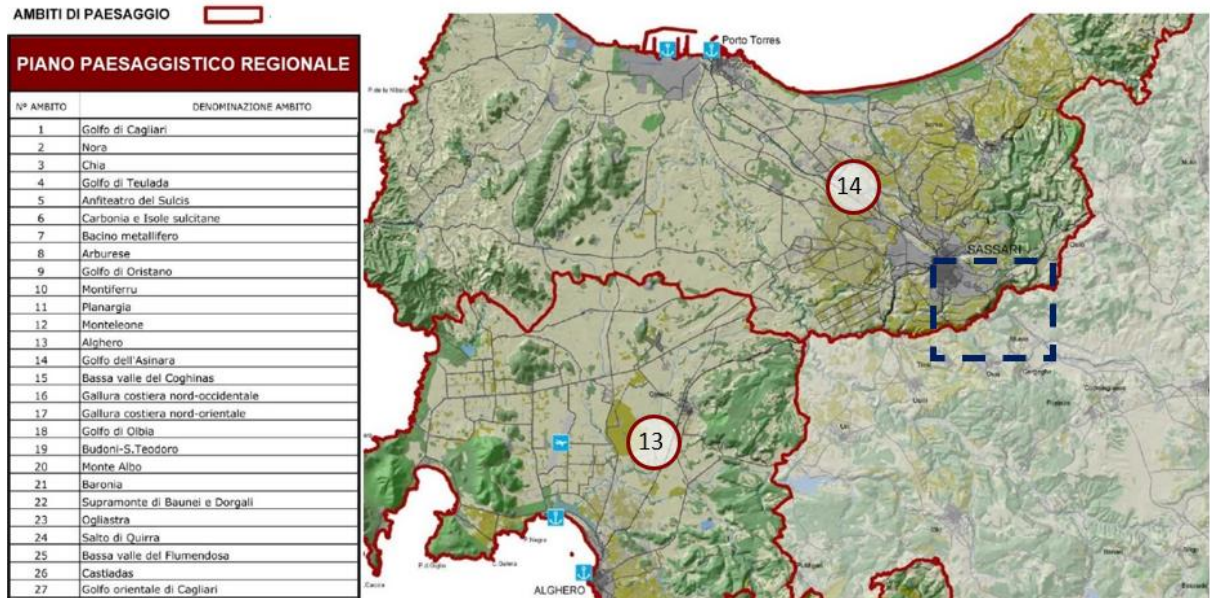 AMBITI DI PAESAGGIO
PIANO PAESAGGISTICO REGIONALE
N° AMBITO DENOMINAZIONE AMBITO
1 Golfo di Cagliari
2 Nora
3 Chia
4 Golfo di Teulada
5 Anfiteatro del Sulcis
6 Carbonia e Isole sulcitane
7 Bacino metallifero
8 Arburese
9 Golfo di Oristano
10 Montiferru
11 Planargia
12 Monteleone
13 Alghero
14 Golfo dell'Asinara
15 Bassa valle del Coghinas
16 Gallura costiera nord-occidentale
17 Gallura costiera nord-orientale
18 Golfo di Olbia
19 Budoni-S.Teodoro
20 Monte Albo
21 Baronia
22 Supramonte di Baunei e Dorgali
23 Ogliastra
24 Salto di Quirra
25 Bassa valle del Flumendosa
26 Castiadas
27 Golfo orientale di Cagliari
Porto Torres
14
SASSARI
13
P.Negra
ALGHERO